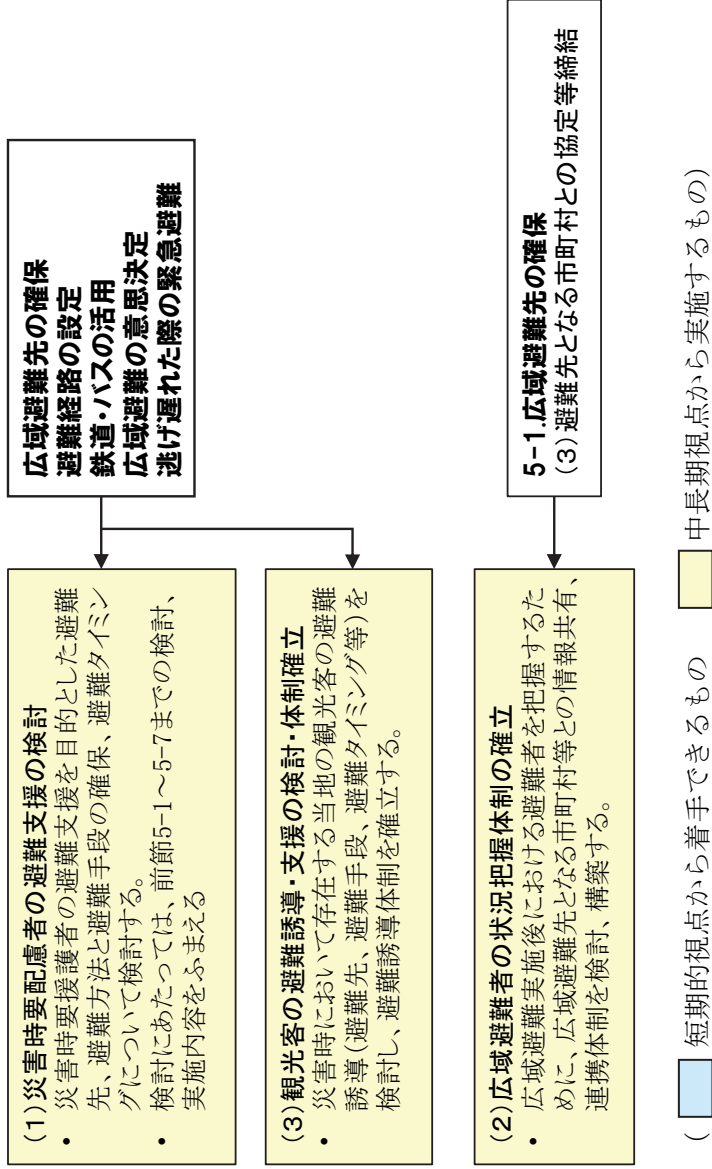 (1)災害時要配慮者の避難支援の検討
• 災害時要援護者の避難支援を目的とした避難
先、避難方法と避難手段の確保、避難タイミン
グについて検討する。
• 検討にあたっては、前節5-1～5-7までの検討、
実施内容をふまえる
(3)観光客の避難誘導・支援の検討・体制確立
• 災害時において存在する当地の観光客の避難
誘導(避難先、避難手段、避難タイミング等)を
検討し、避難誘導体制を確立する。
広域避難先の確保
避難経路の設定
鉄道・バスの活用
広域避難の意思決定
逃げ遅れた際の緊急避難
(2)広域避難者の状況把握体制の確立
• 広域避難実施後における避難者を把握するた
めに、広域避難先となる市町村等との情報共有、
連携体制を検討、構築する。
5-1.広域避難先の確保
(3)避難先となる市町村との協定等締結
( 短期的視点から着手できるもの 中長期視点から実施するもの)